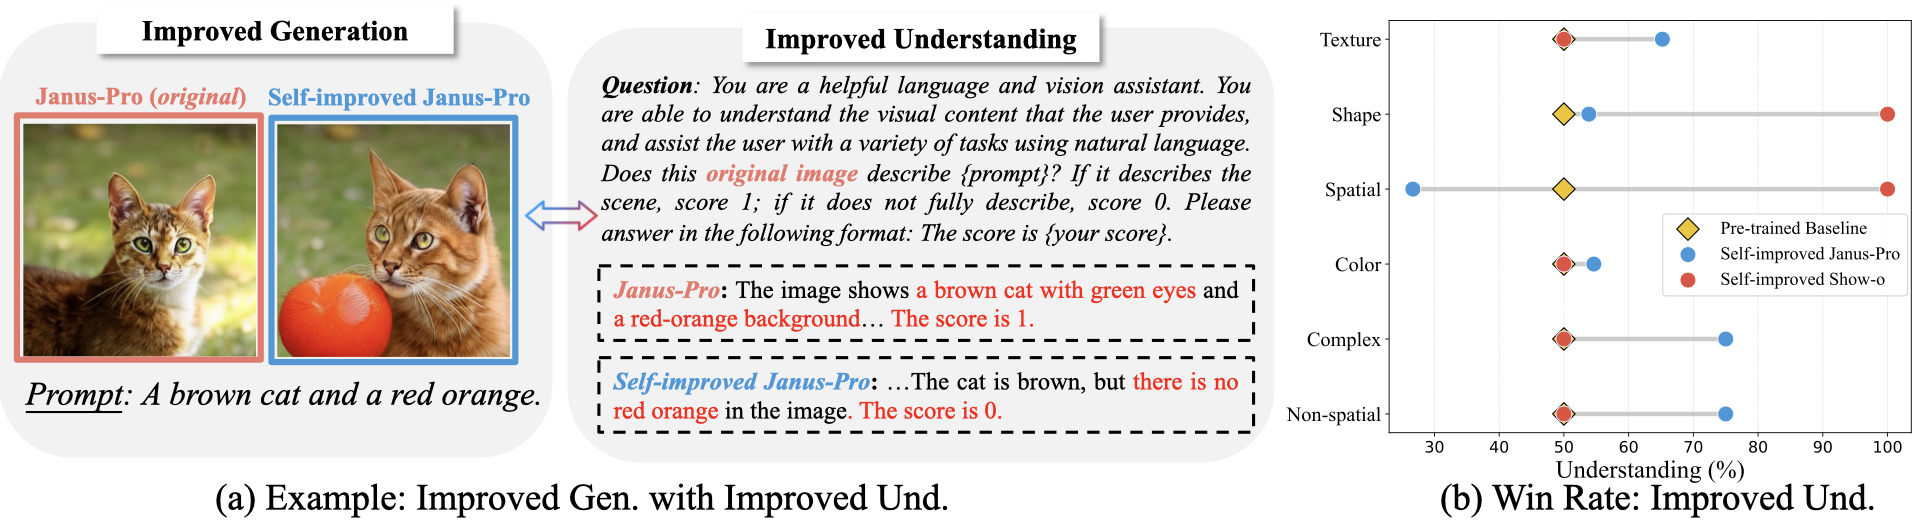 Improved Generation
Janus-Pro (original)
Self-improved Janus-Pro
Prompt: A brown cat and a red orange.
Improved Understanding
Question: You are a helpful language and vision assistant. You
are able to understand the visual content that the user provides,
and assist the user with a variety of tasks using natural language.
Does this original image describe {prompt}? If it describes the
scene, score 1; if it does not fully describe, score 0. Please
answer in the following format: The score is {your score}.
Janus-Pro: The image shows a brown cat with green eyes and
a red-orange background… The score is 1.
Self-improved Janus-Pro: …The cat is brown, but there is no
red orange in the image. The score is 0.
(a) Example: Improved Gen. with Improved Und.
Texture
Shape
Spatial
Color
Complex
Non-spatial
Pre-trained Baseline
Self-improved Janus-Pro
Self-improved Show-o
30 40 50 60 70 80 90 100
Understanding (%)
(b) Win Rate: Improved Und.